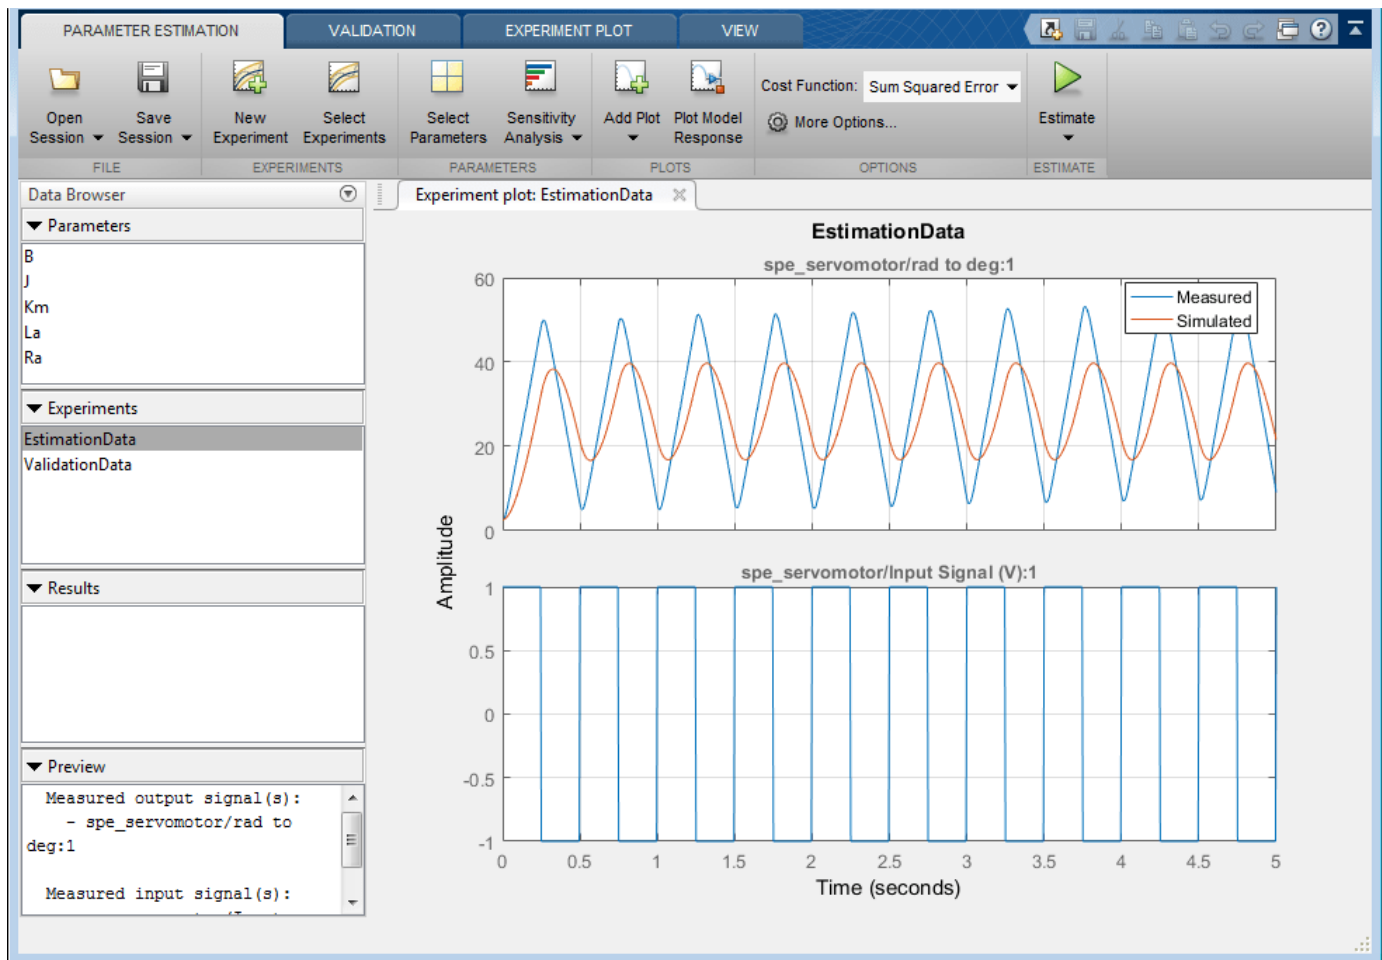 PARAMETER ESTIMATION
VALIDATION
EXPERIMENT PLOT
VIEW
Open
Session
Save
Session
New
Experiment
Select
Experiments
Select
Parameters
Sensitivity
Analysis
Add Plot
Plot Model
Response
Cost Function: Sum Squared Error
More Options...
Estimate
FILE
EXPERIMENTS
PARAMETERS
PLOTS
OPTIONS
ESTIMATE
Data Browser
Parameters
B
J
Km
La
Ra
Experiments
EstimationData
ValidationData
Results
Preview
Measured output signal(s):
- spe_servomotor/rad to
deg:1
Measured input signal(s):
Experiment plot: EstimationData
EstimationData
spe_servomotor/rad to deg:1
60
40
20
0
Measured
Simulated
Amplitude
spe_servomotor/Input Signal (V):1
1
0.5
0
-0.5
-1
0 0.5 1 1.5 2 2.5 3 3.5 4 4.5 5
Time (seconds)